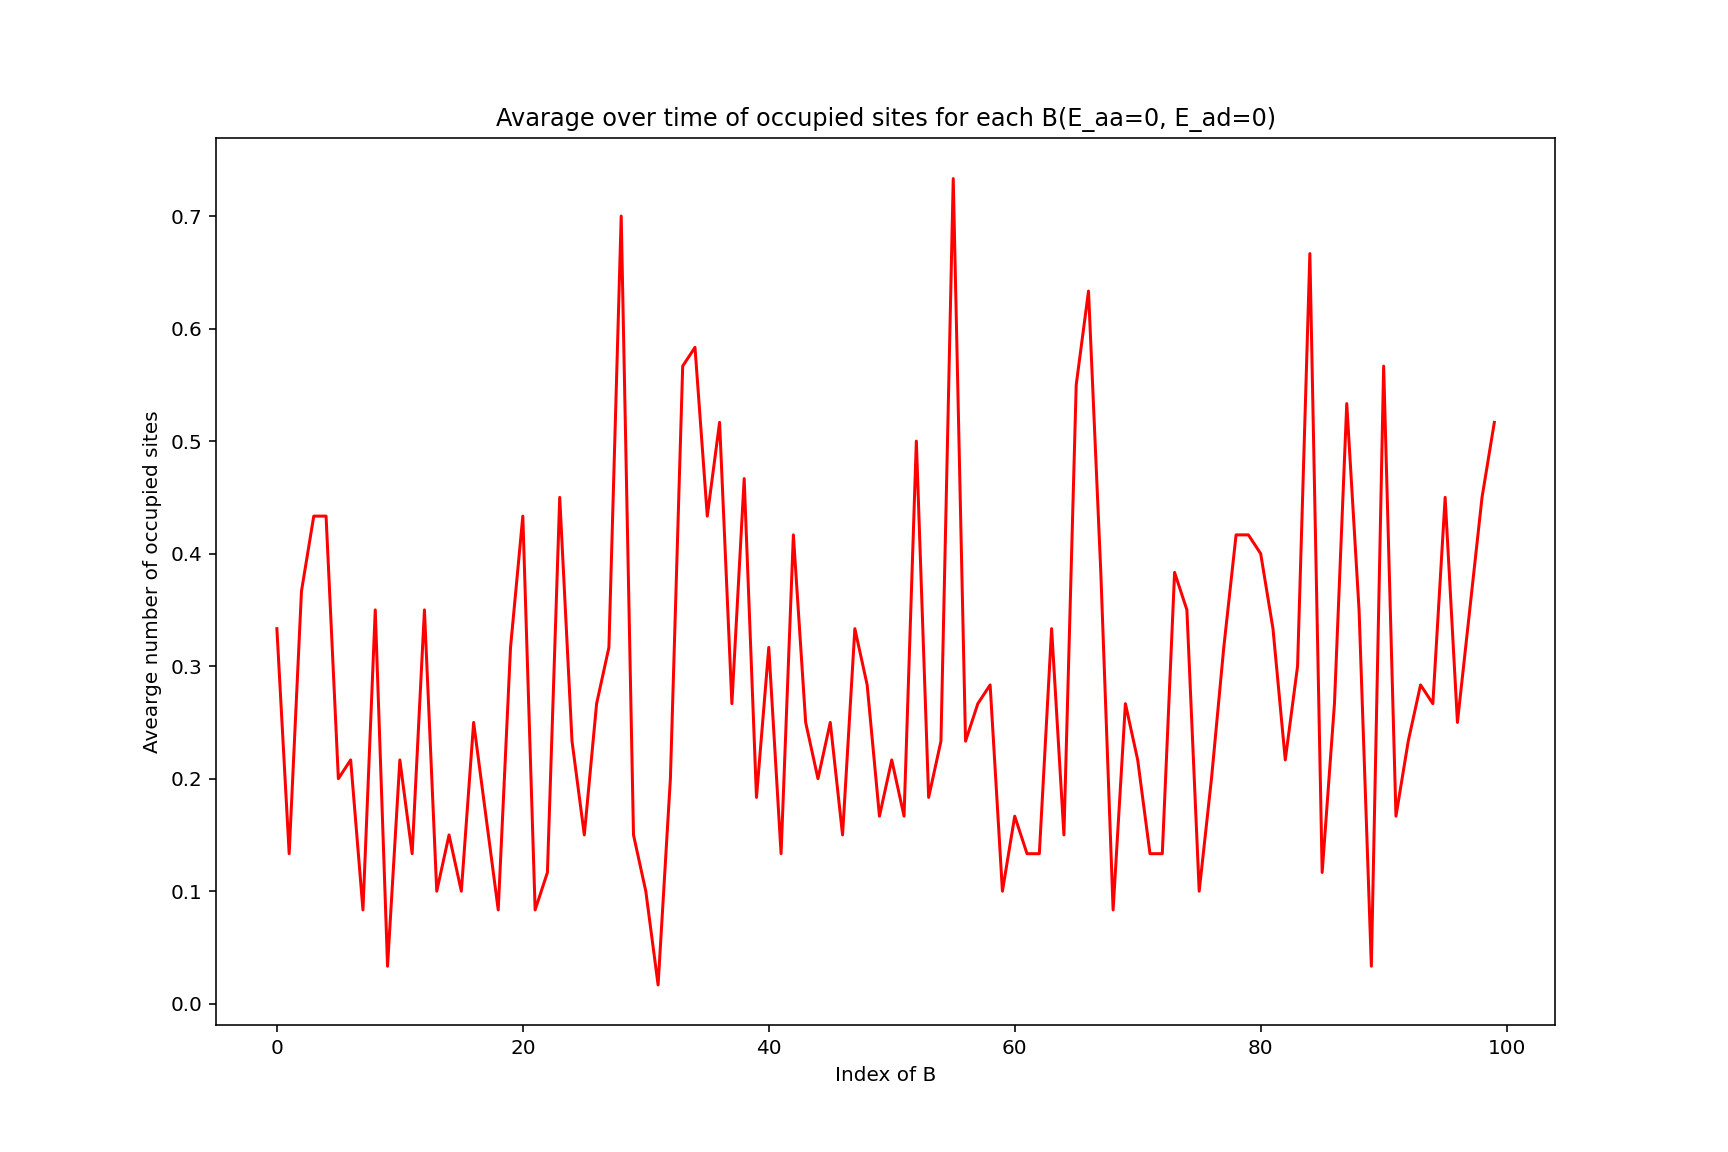 Avarage over time of occupied sites for each B(E_aa=0, E_ad=0)
Avearge number of occupied sites
0.7
0.6
0.5
0.4
0.3
0.2
0.1
0.0
0 20 40 60 80 100
Index of B